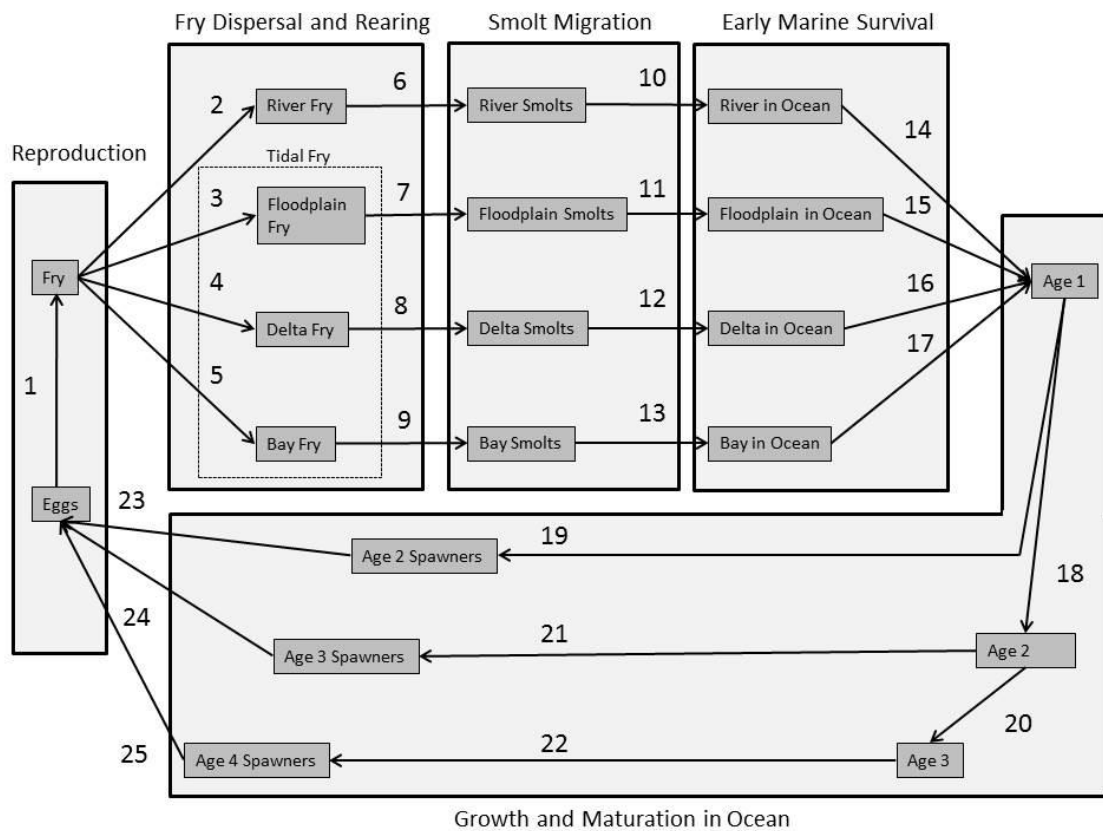 Fry Dispersal and Rearing
Smolt Migration
Early Marine Survival
Reproduction
2
River Fry
6
River Smolts
10
River in Ocean
14
Tidal Fry
3
Floodplain
Fry
7
Floodplain Smolts
11
Floodplain in Ocean
15
Fry
4
Delta Fry
8
Delta Smolts
12
Delta in Ocean
16
Age 1
1
5
Bay Fry
9
Bay Smolts
13
Bay in Ocean
17
Eggs
23
Age 2 Spawners
19
18
24
Age 3 Spawners
21
Age 2
20
25
Age 4 Spawners
22
Age 3
Growth and Maturation in Ocean